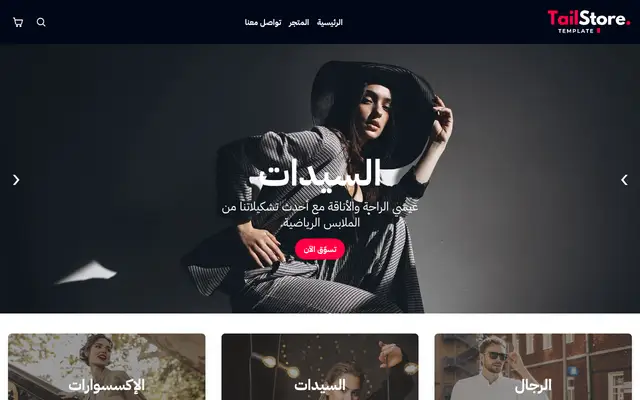 TailStore.
TEMPLATE
الرئيسية المتجر تواصل معنا
السيدات
عيشي الراحة والأناقة مع أحدث تشكيلاتنا من
الملابس الرياضية.
تسوّق الآن
الرجال السيدات الإكسسوارات